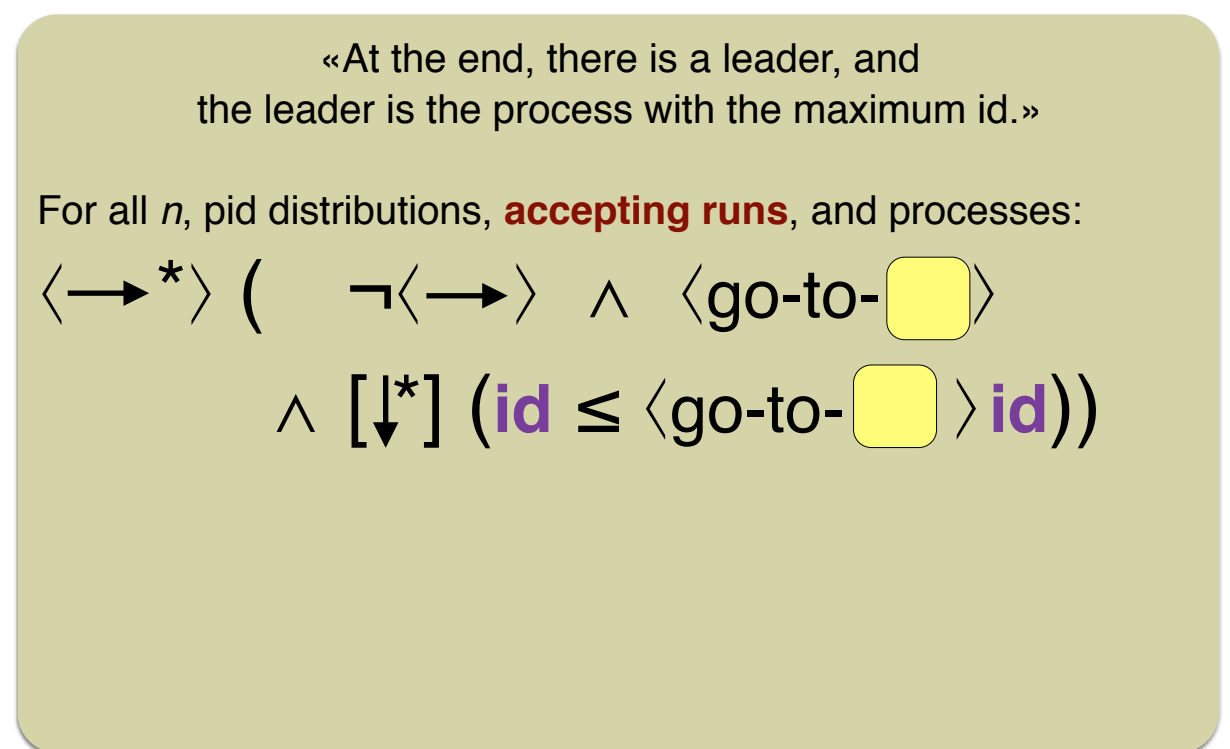 «At the end, there is a leader, and
the leader is the process with the maximum id.»
For all n, pid distributions, accepting runs, and processes:
⟨→*⟩ ( ¬⟨→⟩ ∧ ⟨go-to-⟩
∧ [↓*] (id ≤ ⟨go-to- ⟩id))